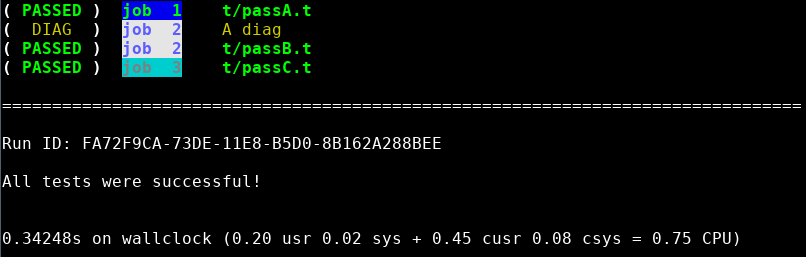 ( PASSED )  job  1    t/passA.t
(  DIAG  )  job  2    A diag
( PASSED )  job  2    t/passB.t
( PASSED )  job  3    t/passC.t
================================================================================
Run ID: FA72F9CA-73DE-11E8-B5D0-8B162A288BEE
All tests were successful!
0.34248s on wallclock (0.20 usr 0.02 sys + 0.45 cusr 0.08 csys = 0.75 CPU)